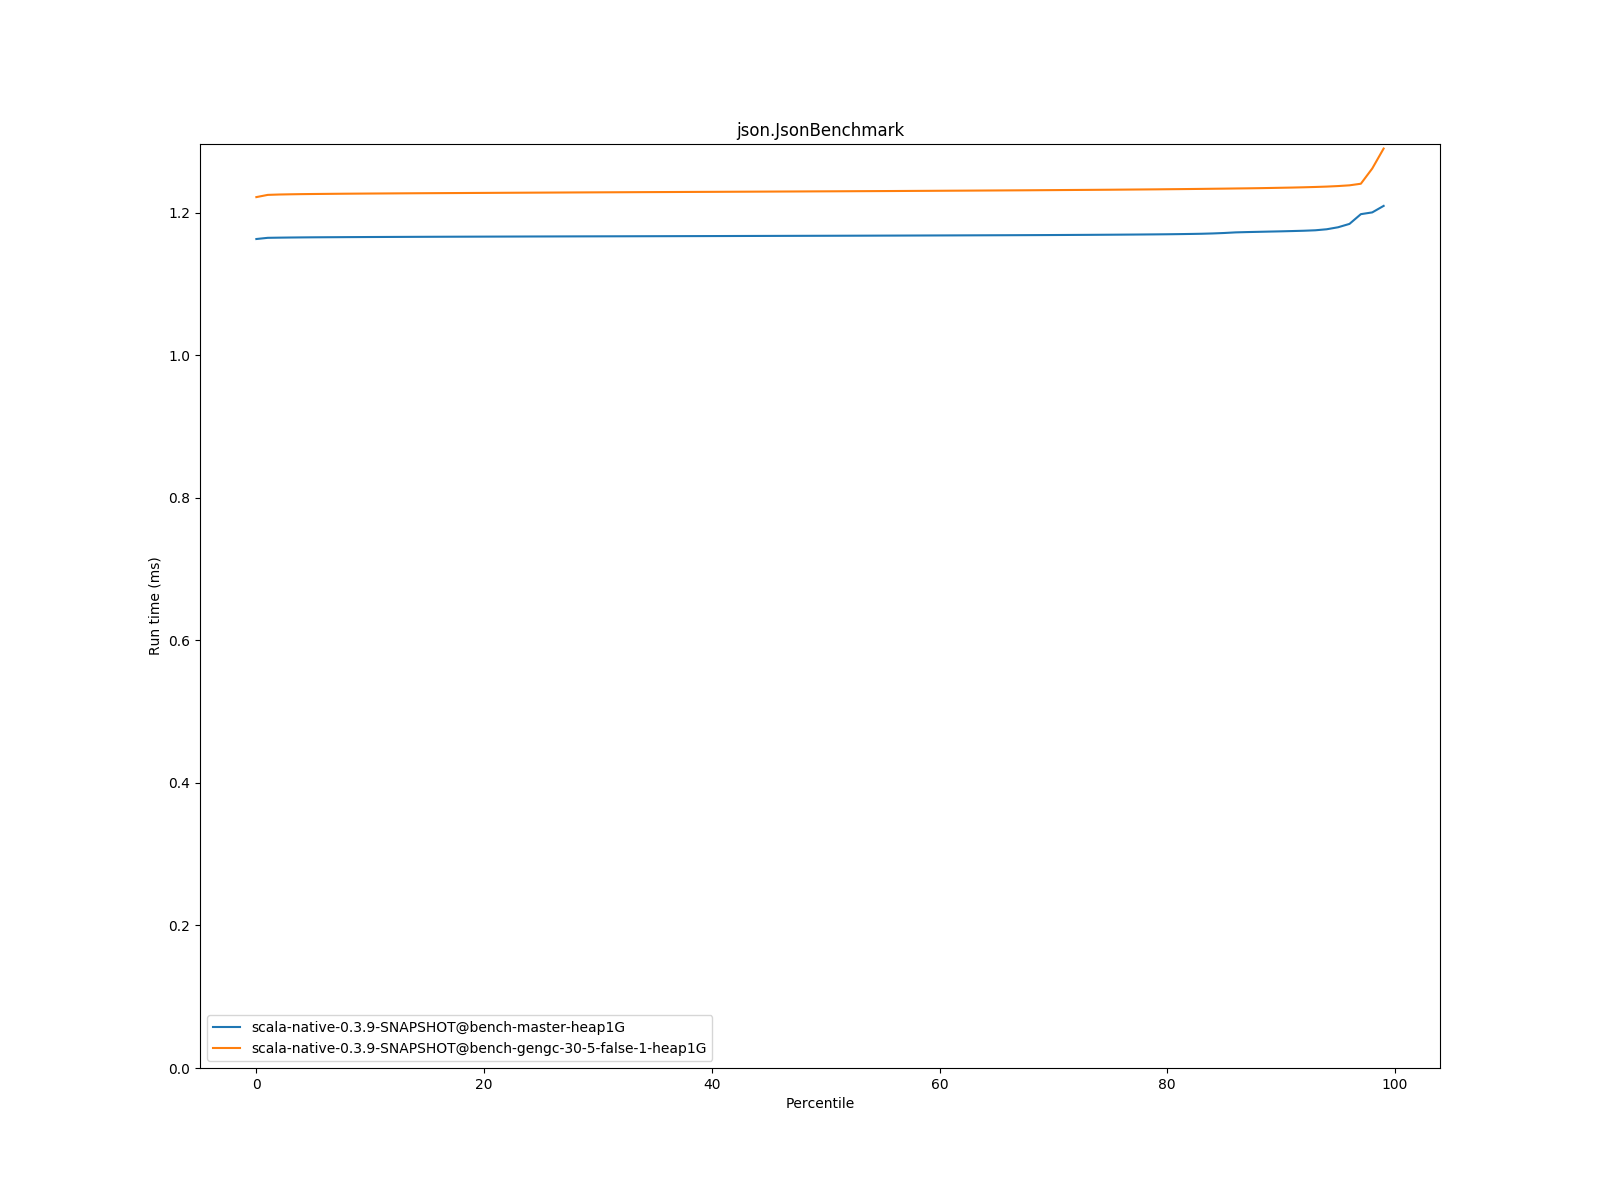 json.JsonBenchmark
Run time (ms)
1.2
1.0
0.8
0.6
0.4
0.2
0.0
scala-native-0.3.9-SNAPSHOT@bench-master-heap1G
scala-native-0.3.9-SNAPSHOT@bench-gengc-30-5-false-1-heap1G
0 20 40 60 80 100
Percentile